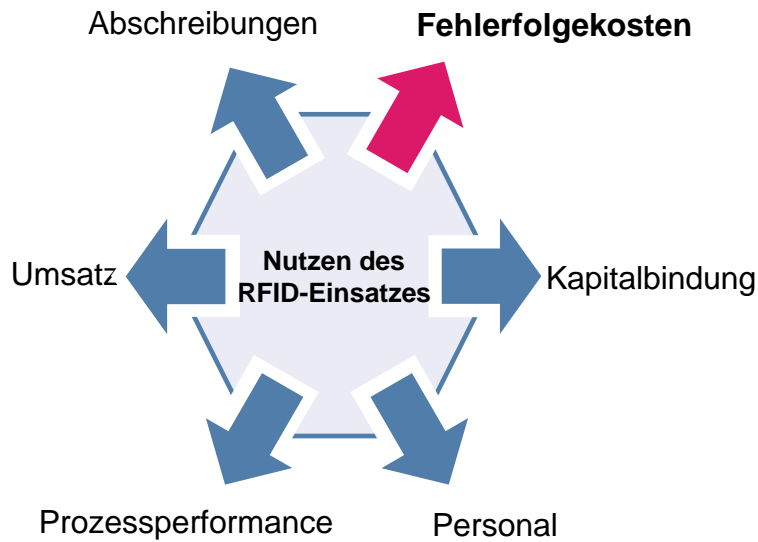 Abschreibungen
Fehlerfolgekosten
Umsatz
Nutzen des
RFID-Einsatzes
Kapitalbindung
Prozessperformance
Personal